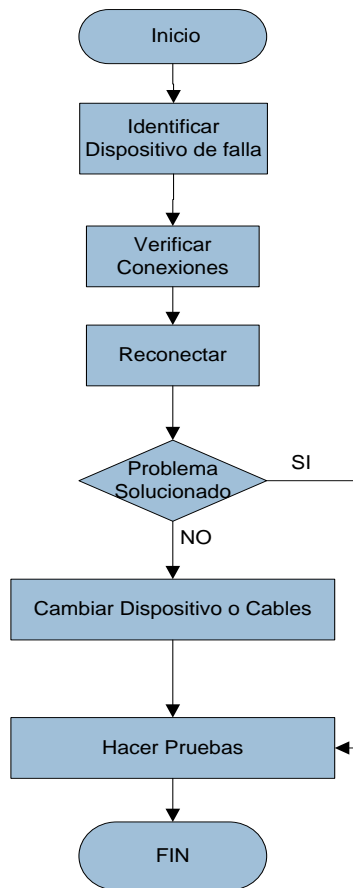 Inicio
Identificar
Dispositivo de falla
Verificar
Conexiones
Reconectar
Problema
Solucionado
SI
NO
Cambiar Dispositivo o Cables
Hacer Pruebas
FIN